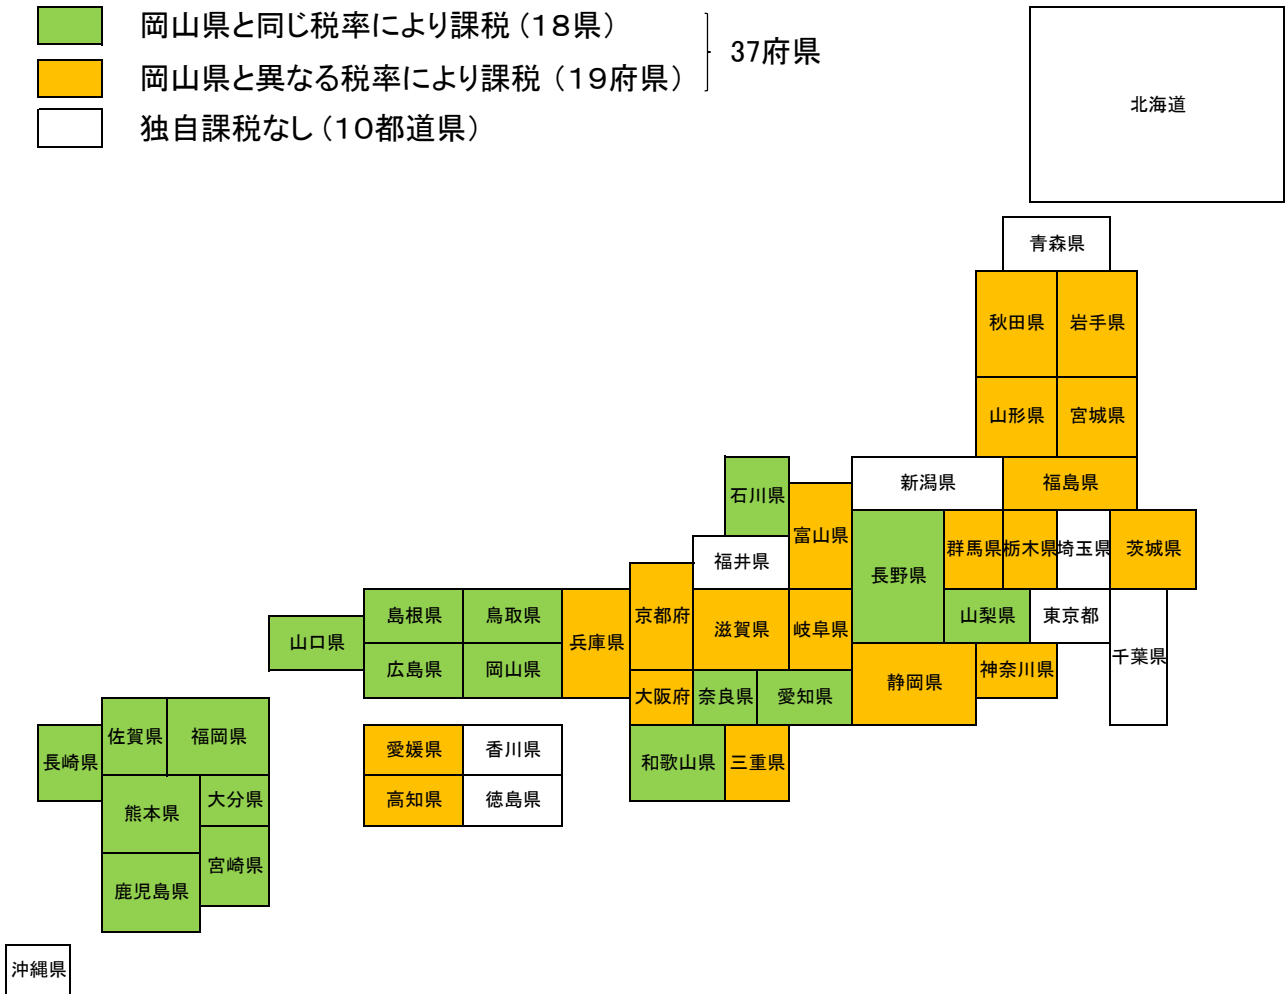 岡山県と同じ税率により課税（１８県）
岡山県と異なる税率により課税（１９府県）
37府県
独自課税なし（１０都道県）
北海道
青森県
秋田県
岩手県
山形県
宮城県
石川県
新潟県
福島県
富山県
福井県
長野県
群馬県
栃木県
埼玉県
茨城県
島根県
鳥取県
兵庫県
京都府
滋賀県
岐阜県
山梨県
東京都
千葉県
山口県
広島県
岡山県
大阪府
奈良県
愛知県
静岡県
神奈川県
佐賀県
福岡県
長崎県
愛媛県
香川県
和歌山県
三重県
熊本県
大分県
高知県
徳島県
宮崎県
鹿児島県
沖縄県